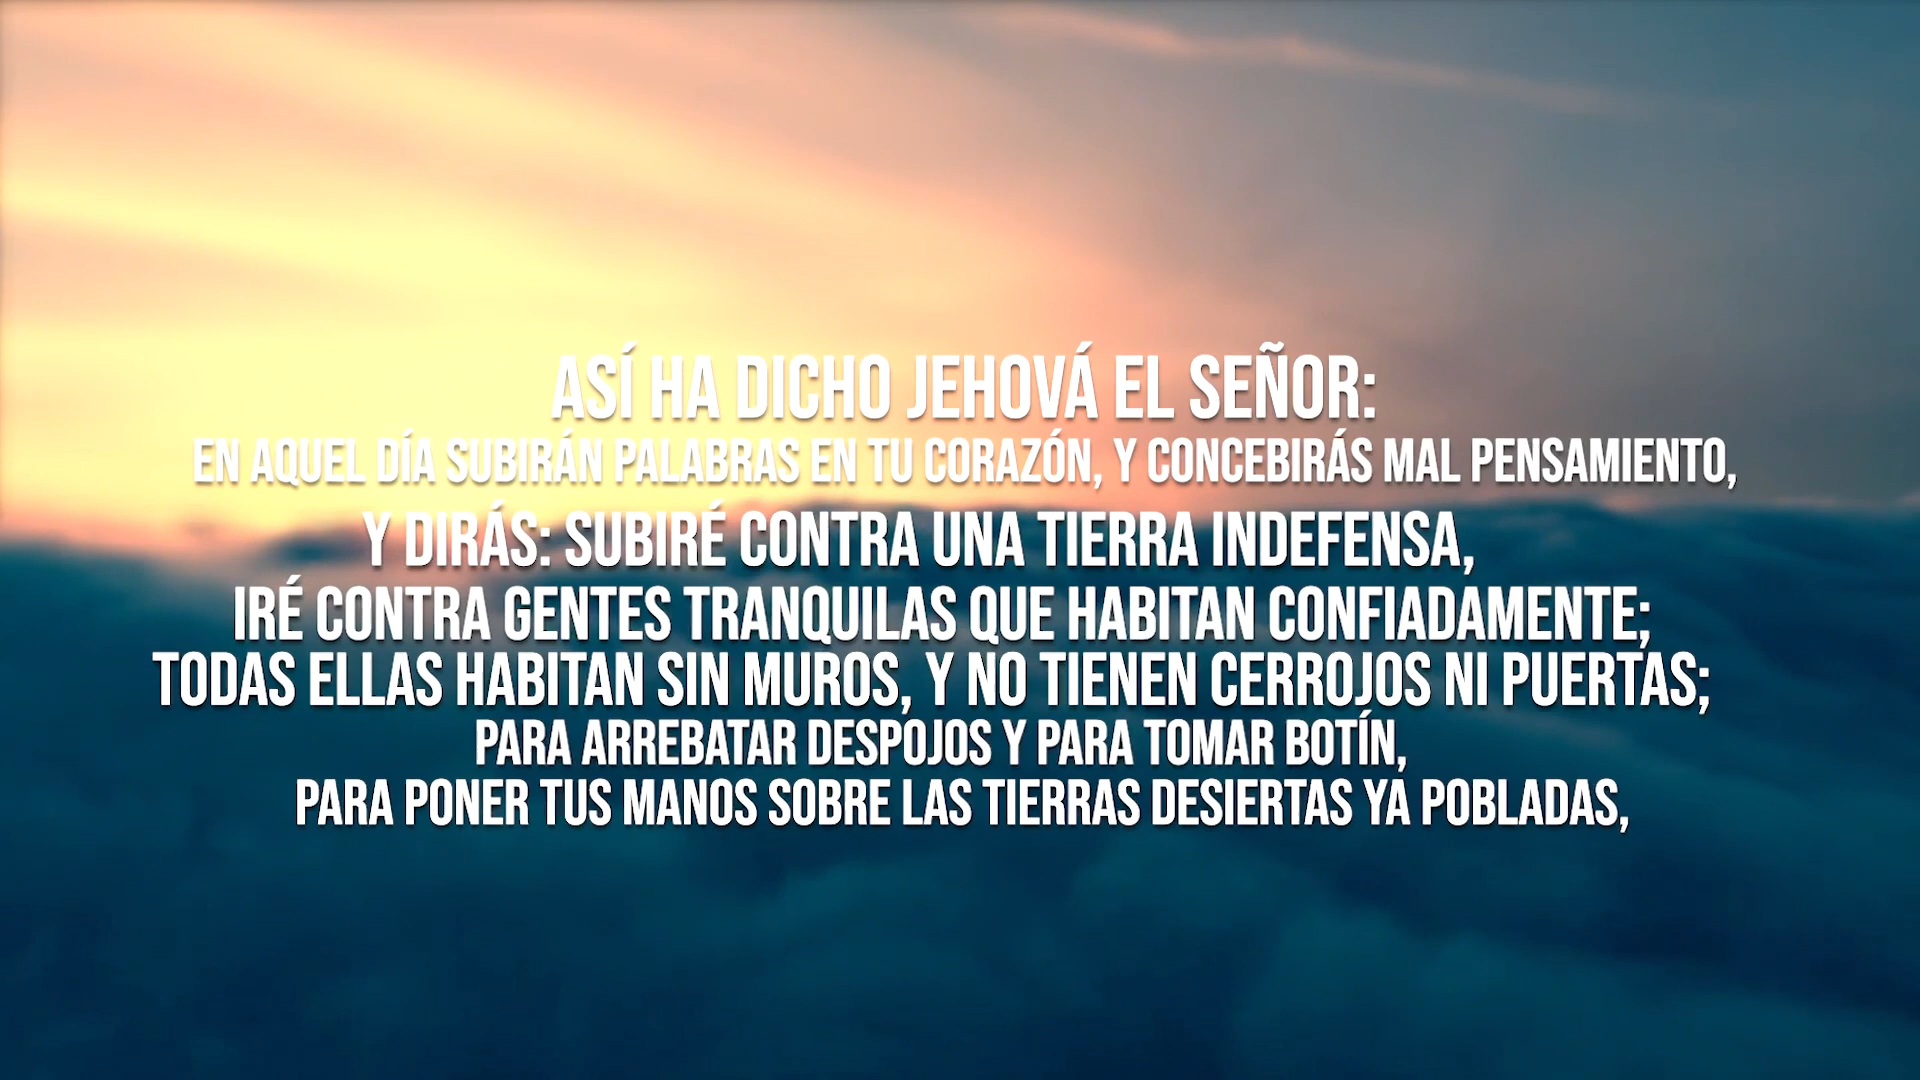 ASÍ HA DICHO JEHOVÁ EL SEÑOR:
EN AQUEL DÍA SUBIRÁN PALABRAS EN TU CORAZÓN, Y CONCEBIRÁS MAL PENSAMIENTO,
Y DIRÁS: SUBIRÉ CONTRA UNA TIERRA INDEFENSA,
IRÉ CONTRA GENTES TRANQUILAS QUE HABITAN CONFIADAMENTE;
TODAS ELLAS HABITAN SIN MUROS, Y NO TIENEN CERROJOS NI PUERTAS;
PARA ARREBATAR DESPOJOS Y PARA TOMAR BOTÍN,
PARA PONER TUS MANOS SOBRE LAS TIERRAS DESIERTAS YA POBLADAS,